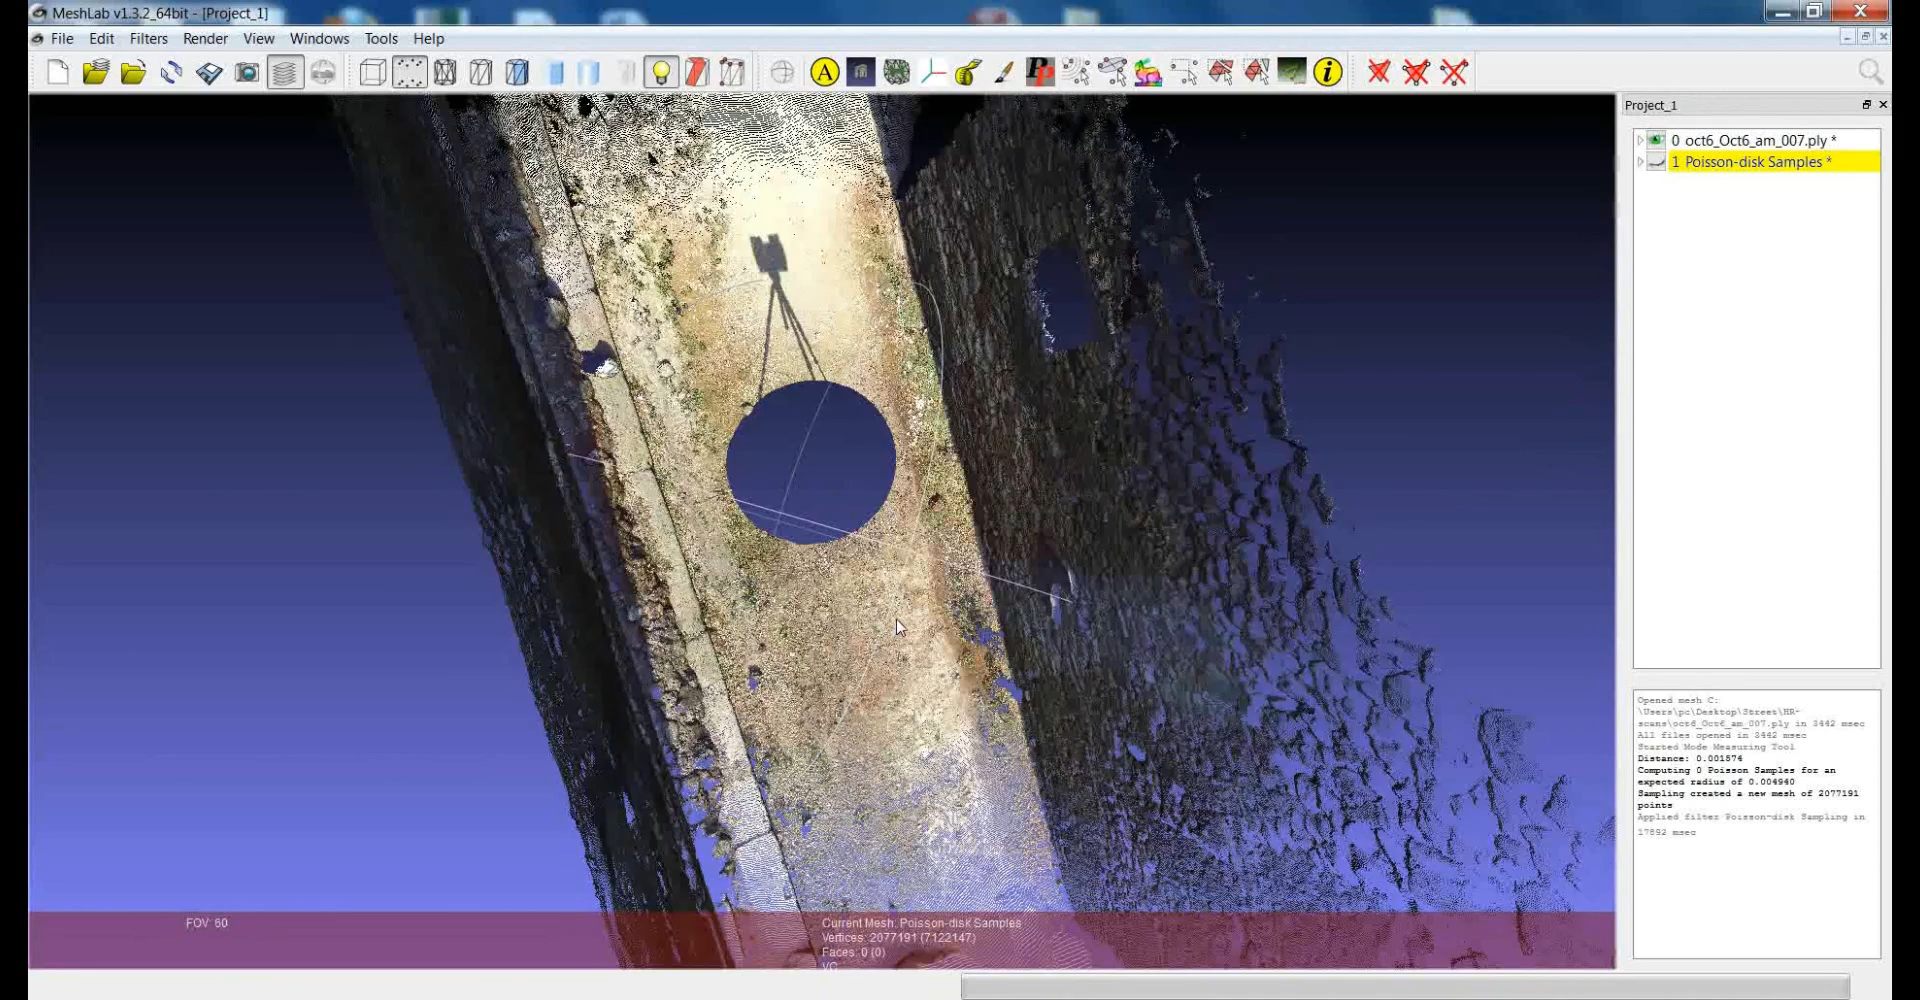 MeshLab v1.3.2_64bit - [Project_1]
File Edit Filters Render View Windows Tools Help
A
PP
i
Project_1
0 oct6_Oct6_am_007.ply *
1 Poisson-disk Samples *
Opened mesh C:
\Users\pc\Desktop\Street\HR-
scans\oct6_Oct6_am_007.ply in 3442 msec
All files opened in 3442 msec
Started Mode Measuring Tool
Distance: 0.001574
Computing 0 Poisson Samples for an
expected radius of 0.004940
Sampling created a new mesh of 2077191
points
Applied filter Poisson-disk Sampling in
17892 msec
FOV: 60
Current Mesh: Poisson-disk Samples
Vertices: 2077191 (7122147)
Faces: 0 (0)
VC